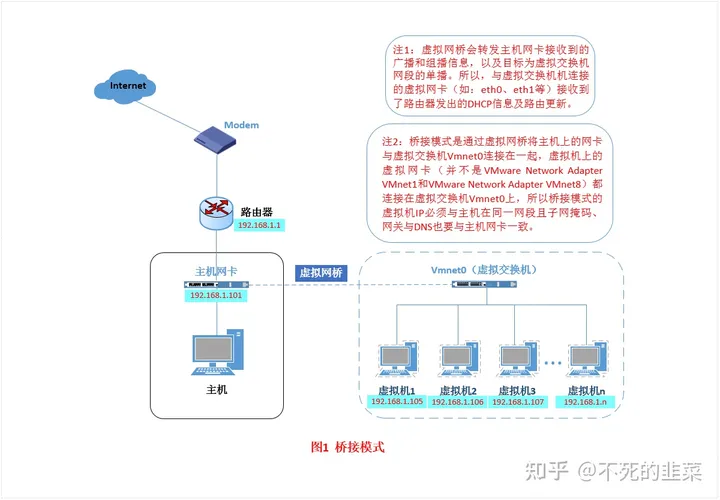 注1：虚拟网桥会转发主机网卡接收到的
广播和组播信息，以及目标为虚拟交换机
网段的单播。所以，与虚拟交换机机连接
的虚拟网卡（如：eth0、eth1等）接收到
了路由器发出的DHCP信息及路由更新。
注2：桥接模式是通过虚拟网桥将主机上的网卡
与虚拟交换机Vmnet0连接在一起，虚拟机上的
虚拟网卡（并不是VMware Network Adapter
VMnet1和VMware Network Adapter VMnet8）都
连接在虚拟交换机Vmnet0上，所以桥接模式的
虚拟机IP必须与主机在同一网段且子网掩码、
网关与DNS也要与主机网卡一致。
Internet
Modem
路由器
192.168.1.1
主机网卡
192.168.1.101
主机
虚拟网桥
Vmnet0（虚拟交换机）
虚拟机1
192.168.1.105
虚拟机2
192.168.1.106
虚拟机3
192.168.1.107
虚拟机n
192.168.1.n
图1 桥接模式
知乎 @不死的韭菜